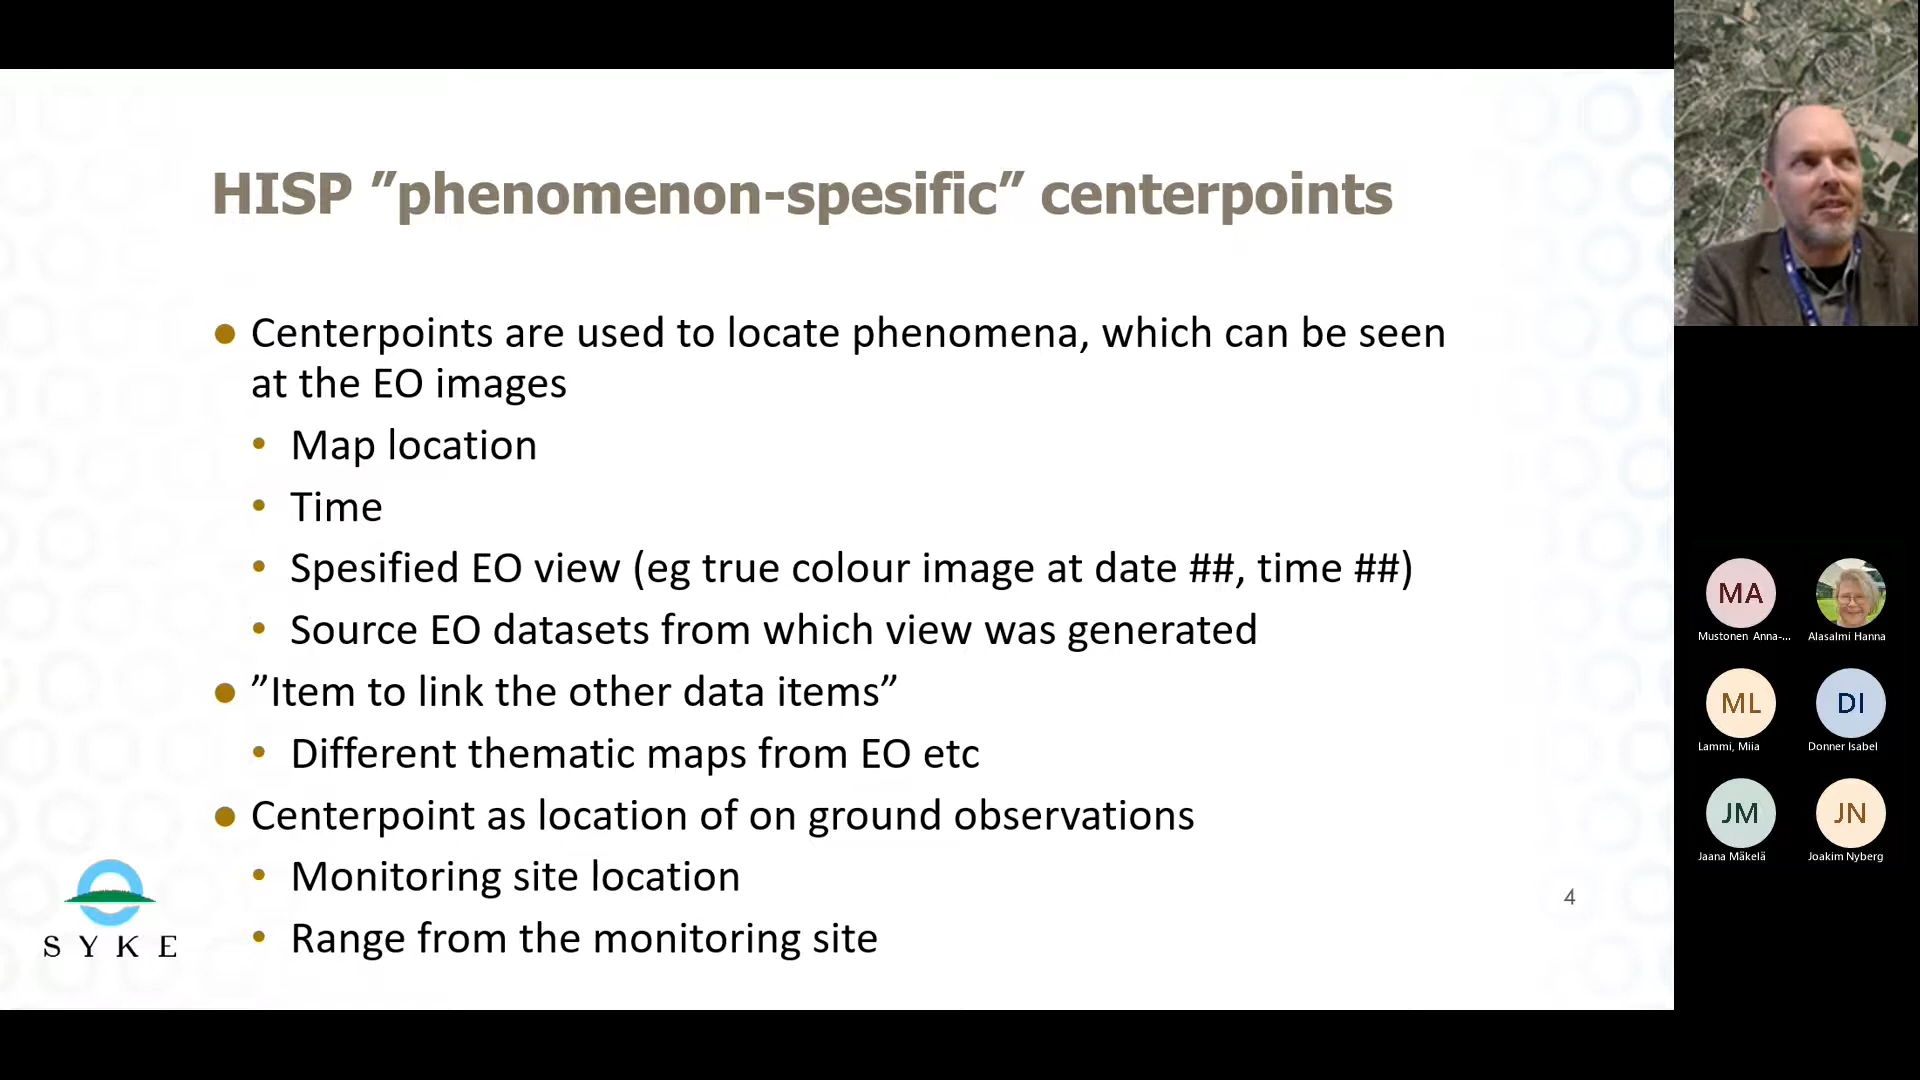 HISP ”phenomenon-spesific” centerpoints
● Centerpoints are used to locate phenomena, which can be seen
at the EO images
• Map location
• Time
• Spesified EO view (eg true colour image at date ##, time ##)
• Source EO datasets from which view was generated
● ”Item to link the other data items”
• Different thematic maps from EO etc
● Centerpoint as location of on ground observations
• Monitoring site location
• Range from the monitoring site
4
SYKE
MA
Mustonen Anna-...
Alasalmi Hanna
ML
Lammi, Miia
DI
Donner Isabel
JM
Jaana Mäkelä
JN
Joakim Nyberg